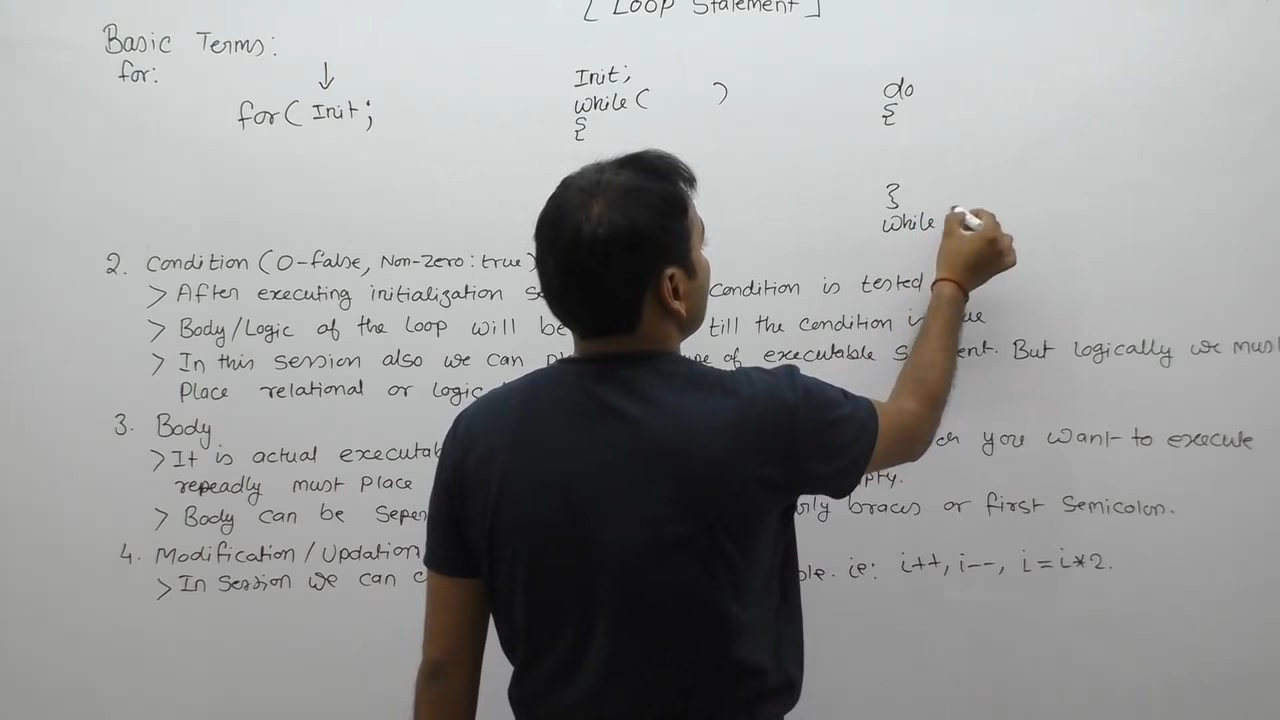 [ Loop Statement ]
Basic Terms:
for:
for( Init;
Init;
while( )
{
do
{
}
while
2. Condition (0-false, Non-Zero: true)
> After executing initialization condition is tested
> Body/Logic of the loop will be till the condition is
> In this session also we can of executable But logically we must
Place relational or
3. Body
> It is actual you want to execute
repeadly must place
> Body can be braces or first semicolon.
4. Modification/Updation
> In Session we can ie: i++, i--, i=i*2.